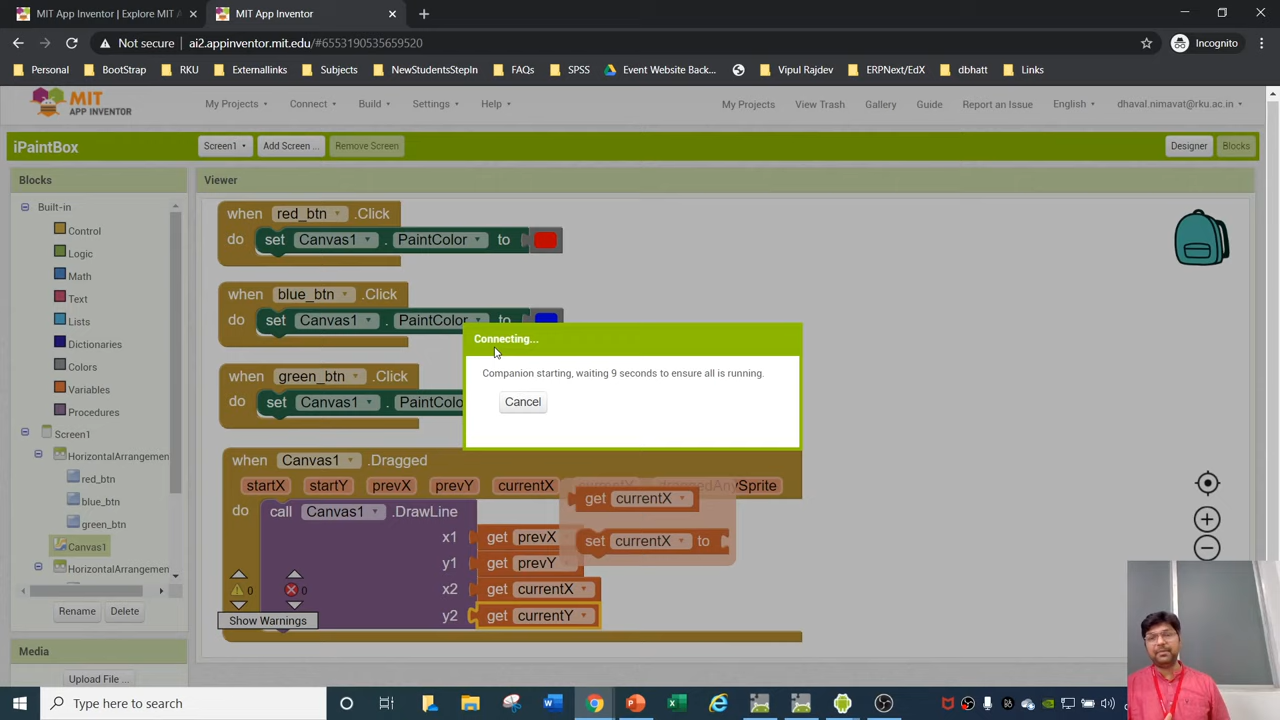 MIT App Inventor | Explore MIT A
MIT App Inventor
Not secure
ai2.appinventor.mit.edu/#6553190535659520
Incognito
Personal
BootStrap
RKU
Externallinks
Subjects
NewStudentsStepIn
FAQs
SPSS
Event Website Back...
Vipul Rajdev
ERPNext/EdX
dbhatt
Links
MIT
APP INVENTOR
My Projects
Connect
Build
Settings
Help
My Projects
View Trash
Gallery
Guide
Report an Issue
English
dhaval.nimavat@rku.ac.in
iPaintBox
Screen1
Add Screen ...
Remove Screen
Designer
Blocks
Blocks
Built-in
Control
Logic
Math
Text
Lists
Dictionaries
Colors
Variables
Procedures
Screen1
HorizontalArrangemen
red_btn
blue_btn
green_btn
Canvas1
HorizontalArrangemen
Rename
Delete
Media
Upload File ...
Viewer
when red_btn .Click
do set Canvas1 . PaintColor to
when blue_btn .Click
do set Canvas1 . PaintColor to
when green_btn .Click
do set Canvas1 . PaintColor
Connecting...
Companion starting, waiting 9 seconds to ensure all is running.
Cancel
when Canvas1 .Dragged
startX startY prevX prevY currentX currentY draggedAnySprite
do call Canvas1 .DrawLine
x1 get prevX
y1 get prevY
x2 get currentX
y2 get currentY
get currentX
set currentX to
0
0
Show Warnings
Type here to search